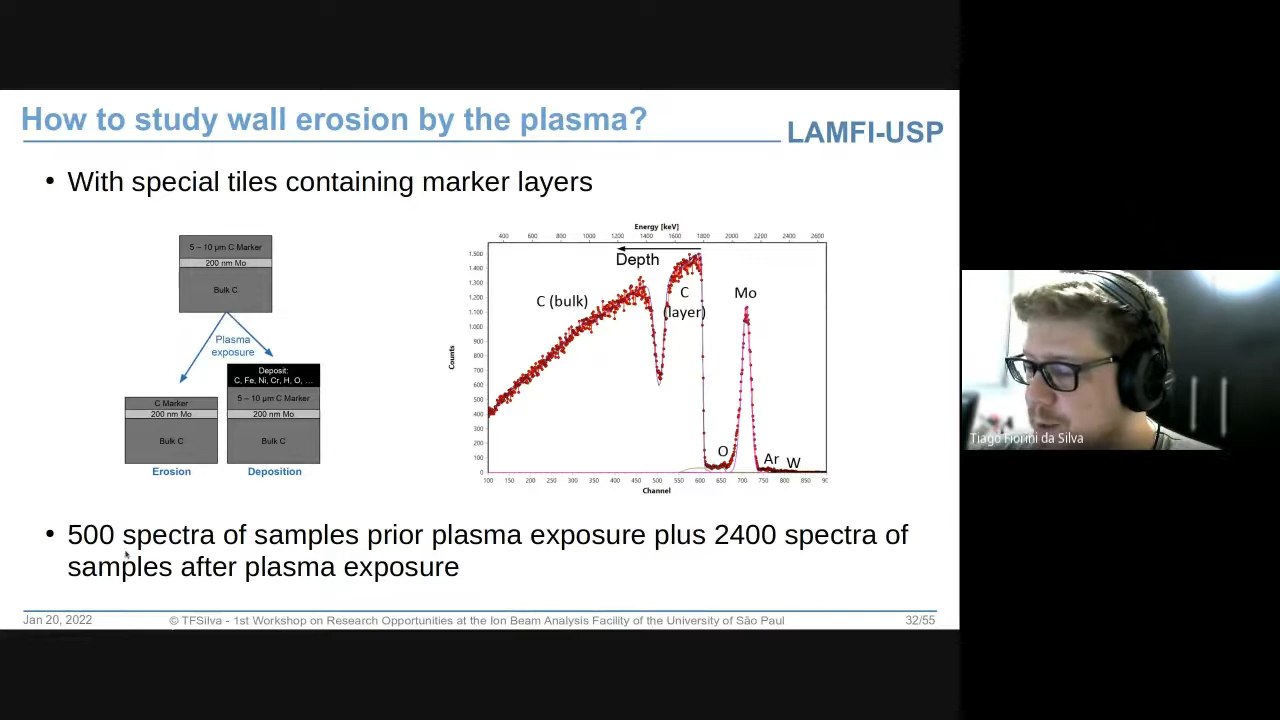 How to study wall erosion by the plasma?
LAMFI-USP
• With special tiles containing marker layers
5 – 10 µm C Marker
200 nm Mo
Bulk C
Plasma
exposure
Deposit:
C, Fe, Ni, Cr, H, O, ...
C Marker
200 nm Mo
Bulk C
5 – 10 µm C Marker
200 nm Mo
Bulk C
Erosion
Deposition
Energy [keV]
400 600 800 1000 1200 1400 1600 1800 2000 2200 2400 2600
Depth
C (bulk)
C
(layer)
Mo
O
Ar
W
Counts
1.500
1.400
1.300
1.200
1.100
1.000
900
800
700
600
500
400
300
200
100
0
100 150 200 250 300 350 400 450 500 550 600 650 700 750 800 850 90
Channel
• 500 spectra of samples prior plasma exposure plus 2400 spectra of
samples after plasma exposure
Jan 20, 2022
© TFSilva - 1st Workshop on Research Opportunities at the Ion Beam Analysis Facility of the University of São Paul
32/55
Tiago Fiorini da Silva